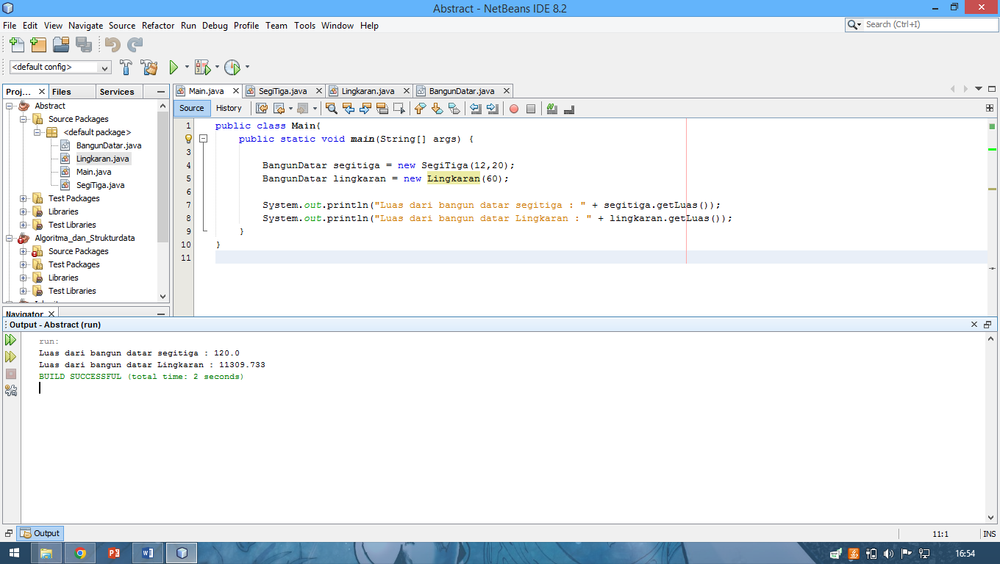 Abstract - NetBeans IDE 8.2
File Edit View Navigate Source Refactor Run Debug Profile Team Tools Window Help
Search (Ctrl+I)
<default config>
Proj... Files Services
Abstract
Source Packages
<default package>
BangunDatar.java
Lingkaran.java
Main.java
SegiTiga.java
Test Packages
Libraries
Test Libraries
Algoritma_dan_Strukturdata
Source Packages
Test Packages
Libraries
Test Libraries
Navigator
Main.java SegiTiga.java Lingkaran.java BangunDatar.java
Source History
1 public class Main{
public static void main(String[] args) {
3
4 BangunDatar segitiga = new SegiTiga(12,20);
5 BangunDatar lingkaran = new Lingkaran(60);
6
7 System.out.println("Luas dari bangun datar segitiga : " + segitiga.getLuas());
8 System.out.println("Luas dari bangun datar Lingkaran : " + lingkaran.getLuas());
9 }
10 }
11
Output - Abstract (run)
run:
Luas dari bangun datar segitiga : 120.0
Luas dari bangun datar Lingkaran : 11309.733
BUILD SUCCESSFUL (total time: 2 seconds)
Output
11:1 INS
16:54